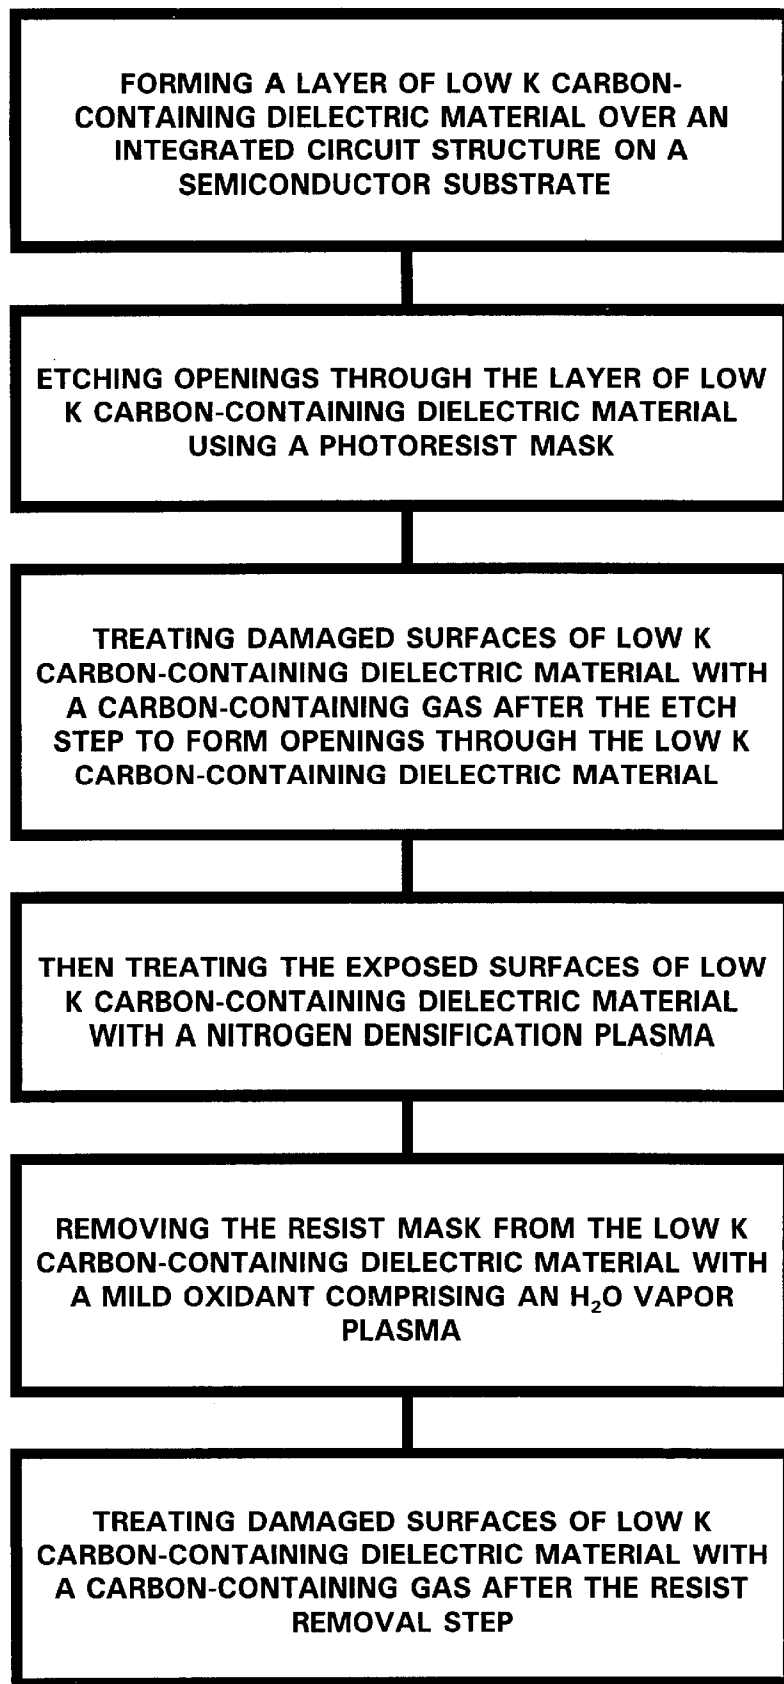 FORMING A LAYER OF LOW K CARBON-
CONTAINING DIELECTRIC MATERIAL OVER AN
INTEGRATED CIRCUIT STRUCTURE ON A
SEMICONDUCTOR SUBSTRATE
ETCHING OPENINGS THROUGH THE LAYER OF LOW
K CARBON-CONTAINING DIELECTRIC MATERIAL
USING A PHOTORESIST MASK
TREATING DAMAGED SURFACES OF LOW K
CARBON-CONTAINING DIELECTRIC MATERIAL WITH
A CARBON-CONTAINING GAS AFTER THE ETCH
STEP TO FORM OPENINGS THROUGH THE LOW K
CARBON-CONTAINING DIELECTRIC MATERIAL
THEN TREATING THE EXPOSED SURFACES OF LOW
K CARBON-CONTAINING DIELECTRIC MATERIAL
WITH A NITROGEN DENSIFICATION PLASMA
REMOVING THE RESIST MASK FROM THE LOW K
CARBON-CONTAINING DIELECTRIC MATERIAL WITH
A MILD OXIDANT COMPRISING AN H₂O VAPOR
PLASMA
TREATING DAMAGED SURFACES OF LOW K
CARBON-CONTAINING DIELECTRIC MATERIAL WITH
A CARBON-CONTAINING GAS AFTER THE RESIST
REMOVAL STEP